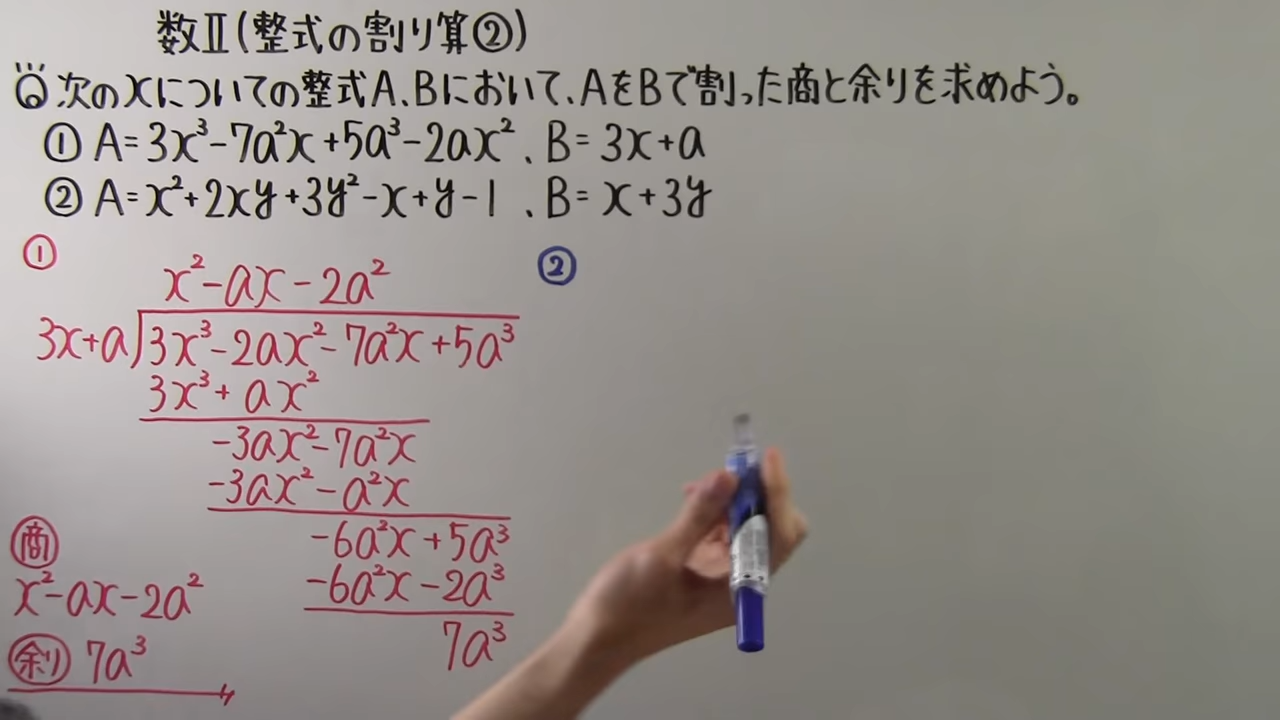 数Ⅱ(整式の割り算②)
Q 次のxについての整式A、Bにおいて、AをBで割った商と余りを求めよう。
① A=3x³-7a²x+5a³-2ax²、B=3x+a
② A=x²+2xy+3y²-x+y-1、B=x+3y
①
x²-ax-2a²
3x+a)3x³-2ax²-7a²x+5a³
3x³+ax²
-3ax²-7a²x
-3ax²-a²x
-6a²x+5a³
-6a²x-2a³
7a³
商
x²-ax-2a²
余り 7a³
②